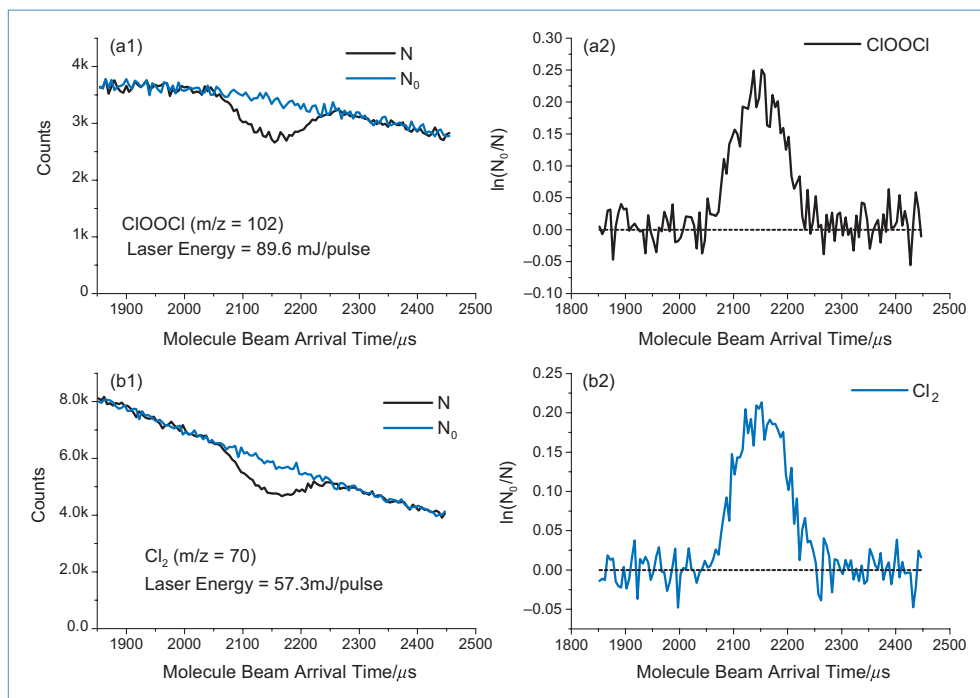 (a1)
4k
3k
2k
1k
0
Counts
N
N₀
ClOOCl (m/z = 102)
Laser Energy = 89.6 mJ/pulse
1900 2000 2100 2200 2300 2400 2500
Molecule Beam Arrival Time/μs
(a2)
0.30
0.25
0.20
0.15
0.10
0.05
0.00
–0.05
–0.10
ln(N₀/N)
ClOOCl
1800 1900 2000 2100 2200 2300 2400 2500
Molecule Beam Arrival Time/μs
(b1)
8.0k
6.0k
4.0k
2.0k
0.0
Counts
N
N₀
Cl₂ (m/z = 70)
Laser Energy = 57.3mJ/pulse
1900 2000 2100 2200 2300 2400 2500
Molecule Beam Arrival Time/μs
(b2)
0.25
0.20
0.15
0.10
0.05
0.00
–0.05
ln(N₀/N)
Cl₂
1800 1900 2000 2100 2200 2300 2400 2500
Molecule Beam Arrival Time/μs